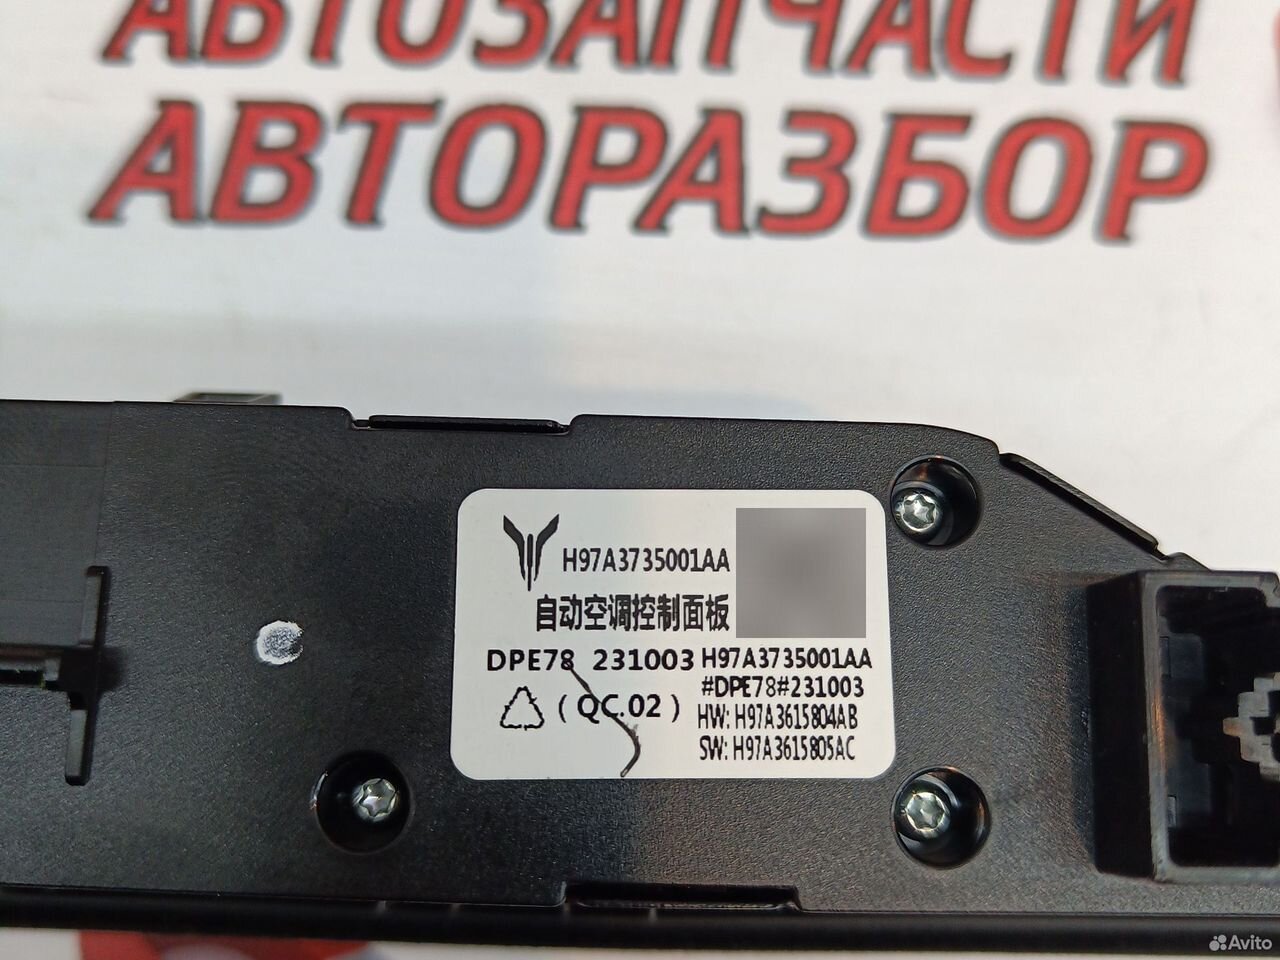 АВТОЗАПЧАСТИ
АВТОРАЗБОР
H97A3735001AA
自动空调控制面板
DPE78 231003
(QC.02)
H97A3735001AA
#DPE78#231003
HW: H97A3615804AB
SW: H97A3615805AC
Avito